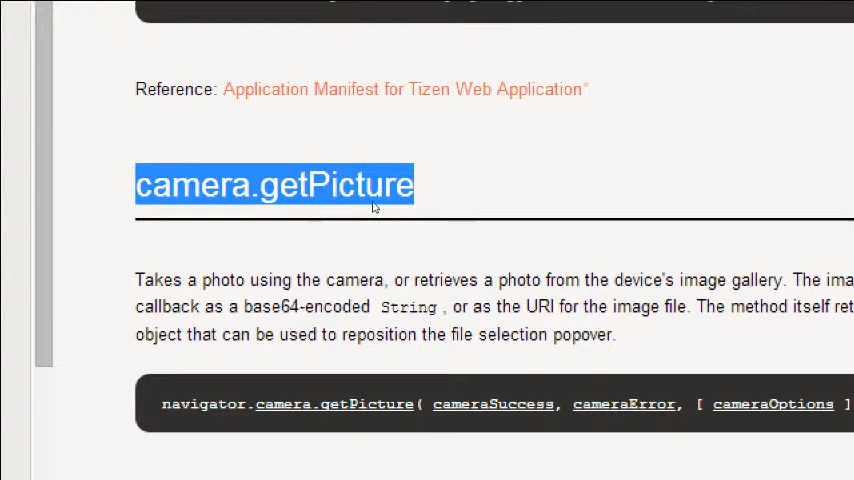 Reference: Application Manifest for Tizen Web Application"
camera.getPicture
Takes a photo using the camera, or retrieves a photo from the device's image gallery. The ima
callback as a base64-encoded String , or as the URI for the image file. The method itself ret
object that can be used to reposition the file selection popover.
navigator.camera.getPicture( cameraSuccess, cameraError, [ cameraOptions ]